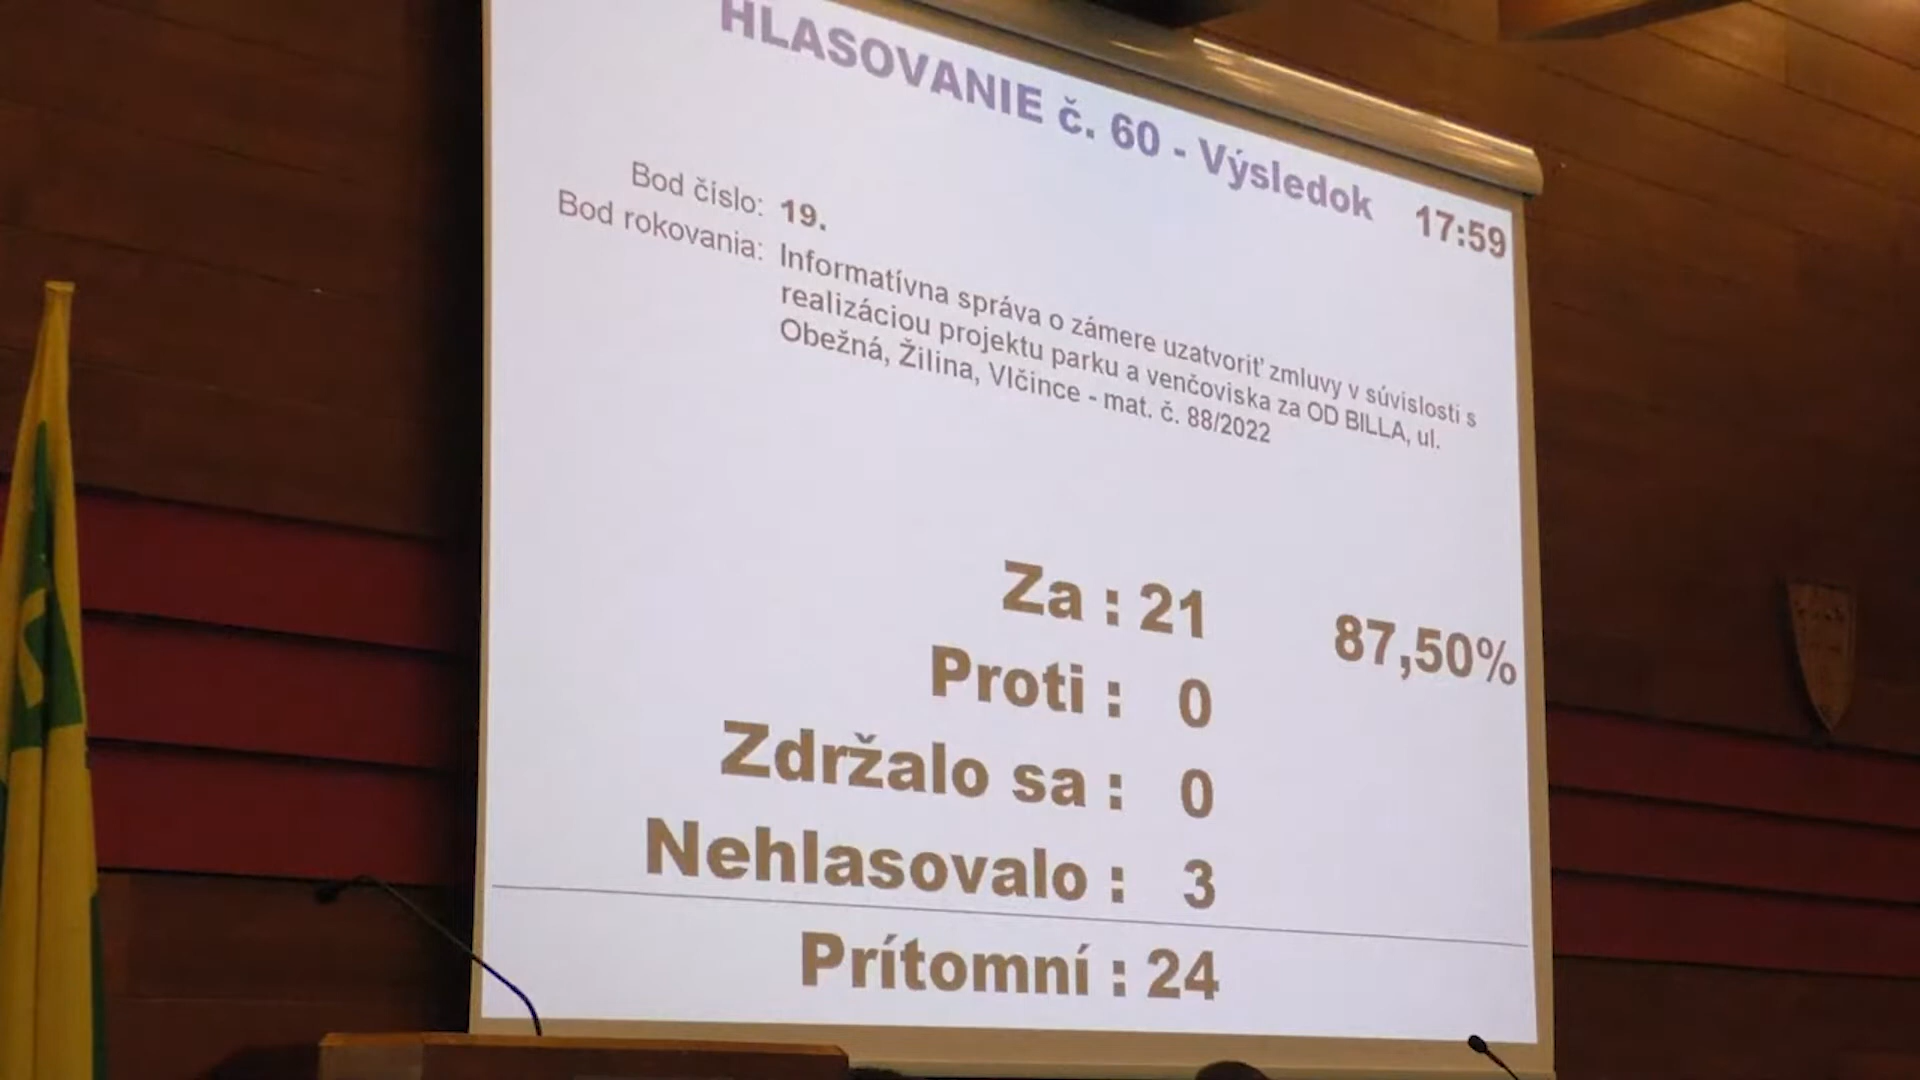 HLASOVANIE č. 60 - Výsledok 17:59
Bod číslo: 19.
Bod rokovania: Informatívna správa o zámere uzatvoriť zmluvy v súvislosti s
realizáciou projektu parku a venčoviska za OD BILLA, ul.
Obežná, Žilina, Vlčince - mat. č. 88/2022
Za : 21 87,50%
Proti : 0
Zdržalo sa : 0
Nehlasovalo : 3
Prítomní : 24